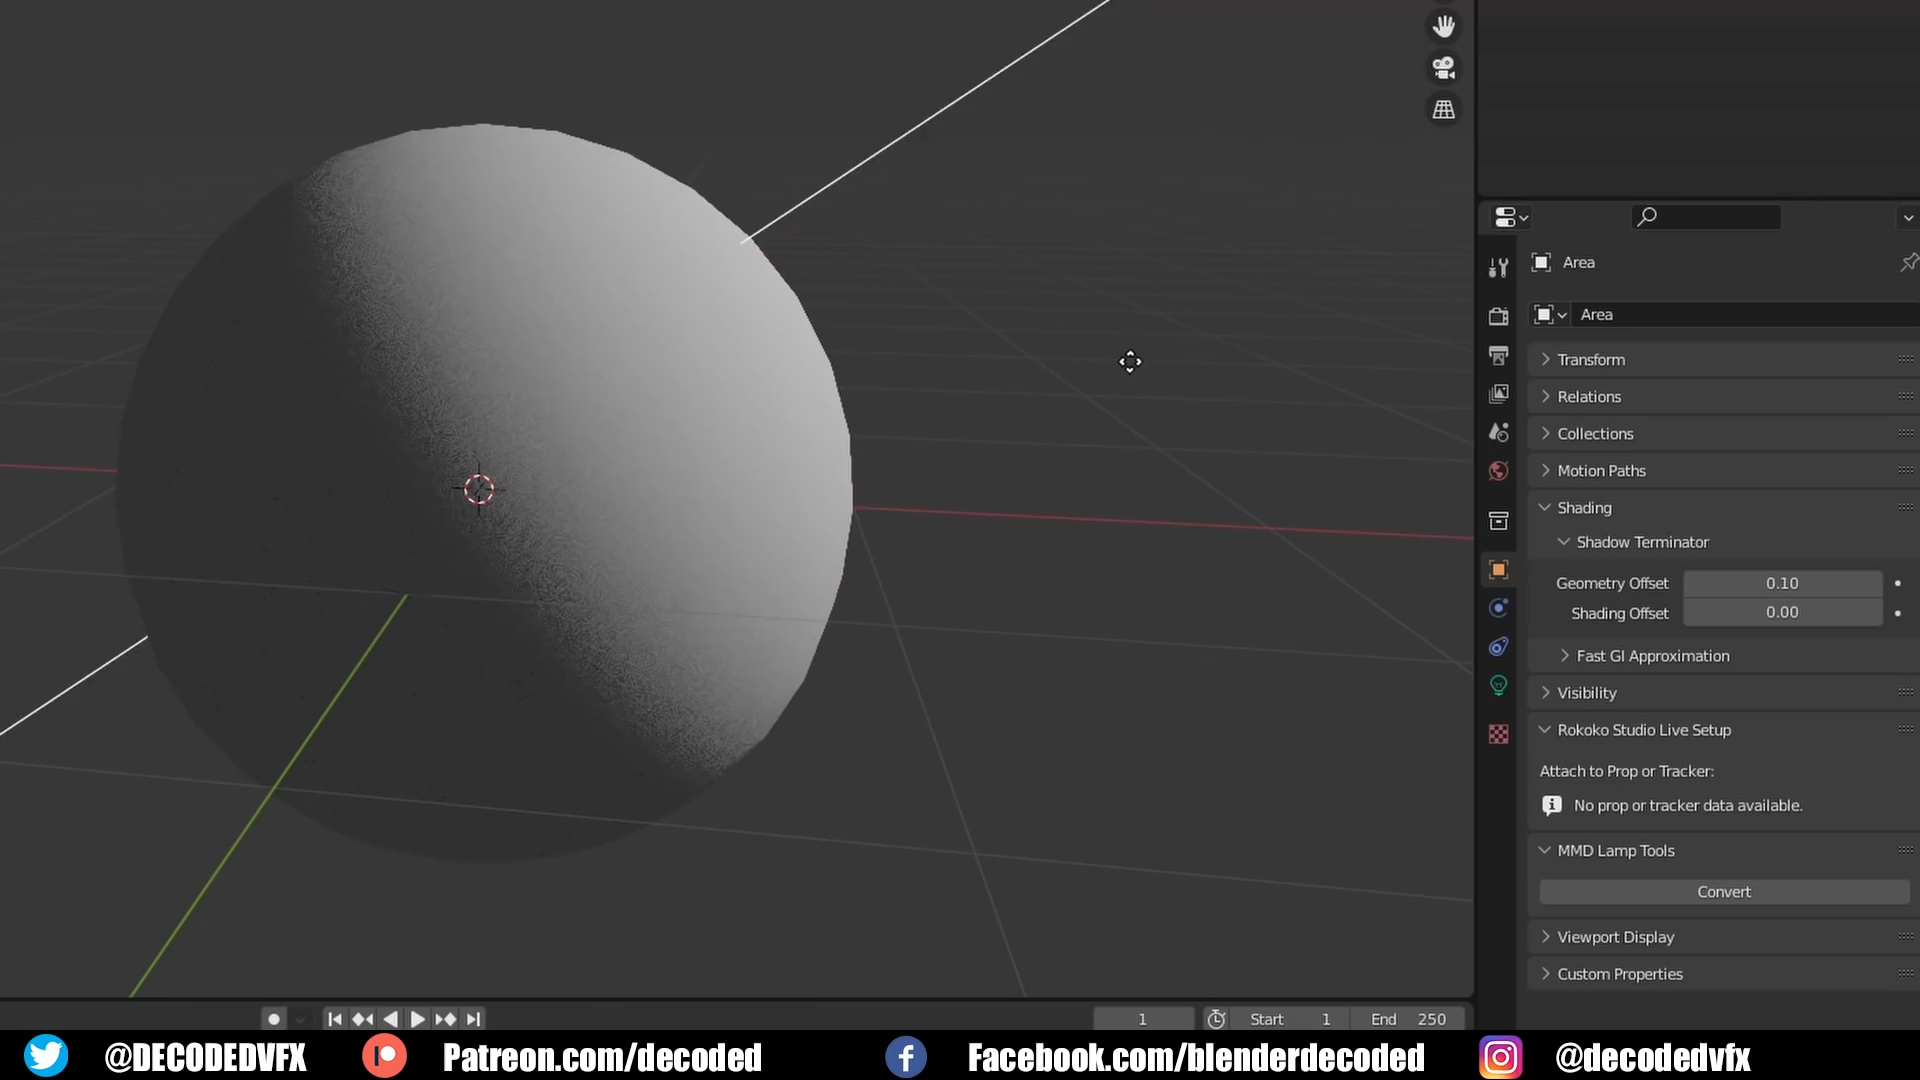 Area
Area
Transform
Relations
Collections
Motion Paths
Shading
Shadow Terminator
Geometry Offset 0.10
Shading Offset 0.00
Fast GI Approximation
Visibility
Rokoko Studio Live Setup
Attach to Prop or Tracker:
No prop or tracker data available.
MMD Lamp Tools
Convert
Viewport Display
Custom Properties
1 Start 1 End 250
@DECODEDVFX Patreon.com/decoded Facebook.com/blenderdecoded @decodedvfx